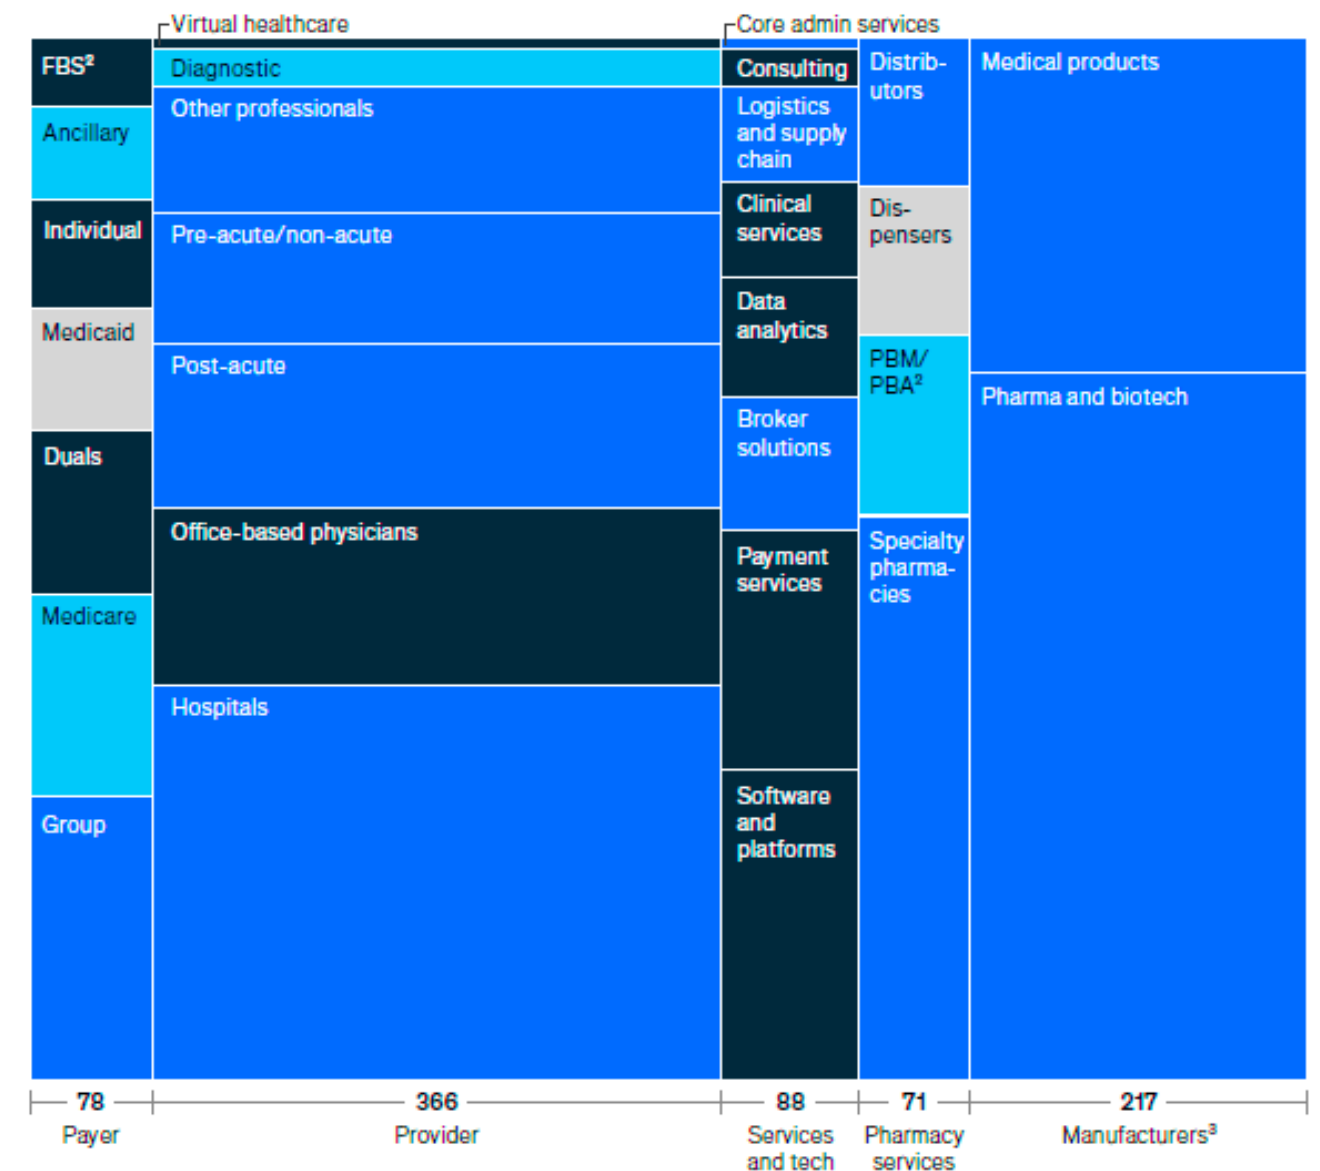 Virtual healthcare
Core admin services
FBS²
Ancillary
Individual
Medicaid
Duals
Medicare
Group
Diagnostic
Other professionals
Pre-acute/non-acute
Post-acute
Office-based physicians
Hospitals
Consulting
Logistics
and supply
chain
Clinical
services
Data
analytics
Broker
solutions
Payment
services
Software
and
platforms
Distrib-
utors
Dis-
pensers
PBM/
PBA²
Specialty
pharma-
cies
Medical products
Pharma and biotech
78
Payer
366
Provider
88
Services
and tech
71
Pharmacy
services
217
Manufacturers³